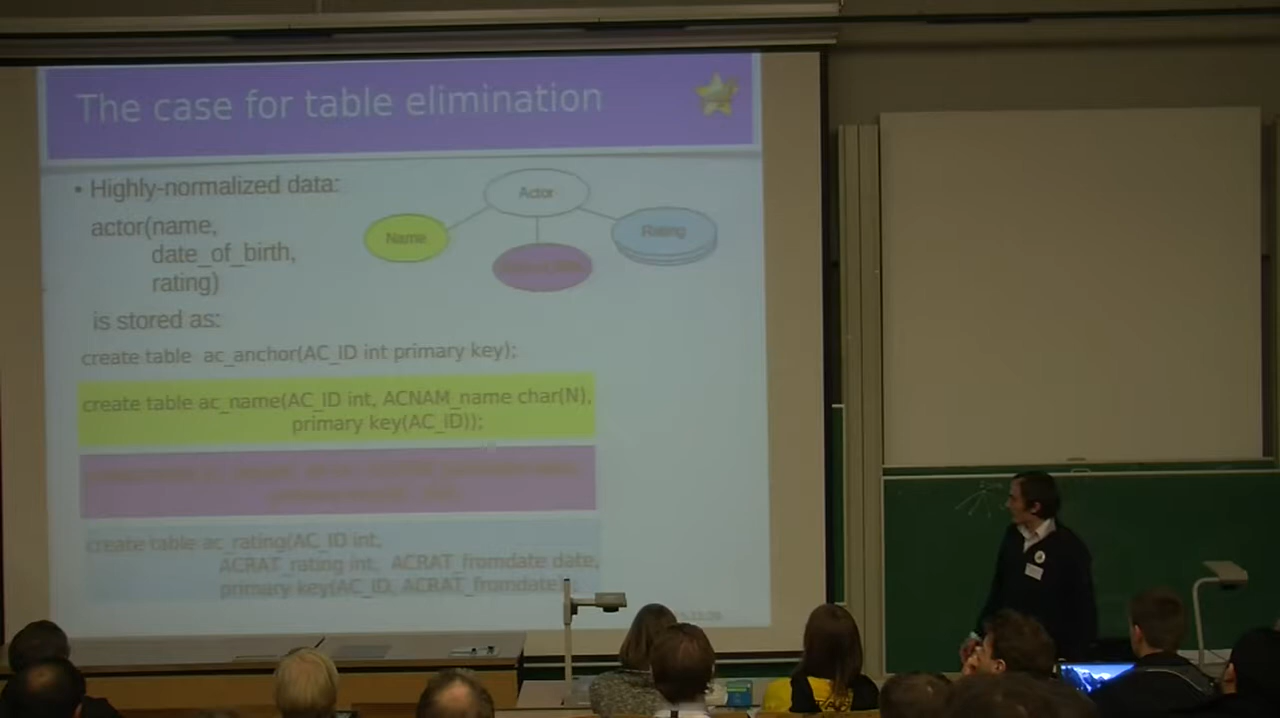 The case for table elimination
• Highly-normalized data:
actor(name,
date_of_birth,
rating)
is stored as:
Actor
Name
Rating
create table ac_anchor(AC_ID int primary key);
create table ac_name(AC_ID int, ACNAM_name char(N),
primary key(AC_ID));
create table ac_rating(AC_ID int,
ACRAT_rating int, ACRAT_fromdate date,
primary key(AC_ID, ACRAT_fromdate)